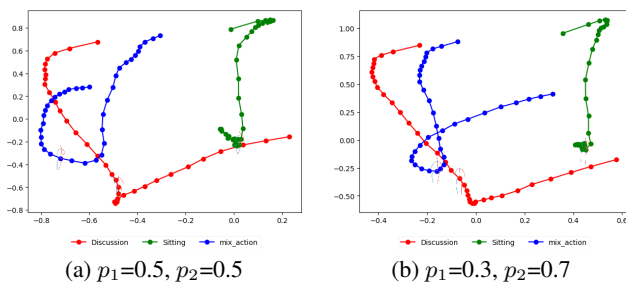 0.8
0.6
0.4
0.2
0.0
−0.2
−0.4
−0.6
−0.8
−0.8 −0.6 −0.4 −0.2 0.0 0.2
Discussion Sitting mix_action
(a) p₁=0.5, p₂=0.5
1.00
0.75
0.50
0.25
0.00
−0.25
−0.50
−0.4 −0.2 0.0 0.2 0.4 0.6
Discussion Sitting mix_action
(b) p₁=0.3, p₂=0.7